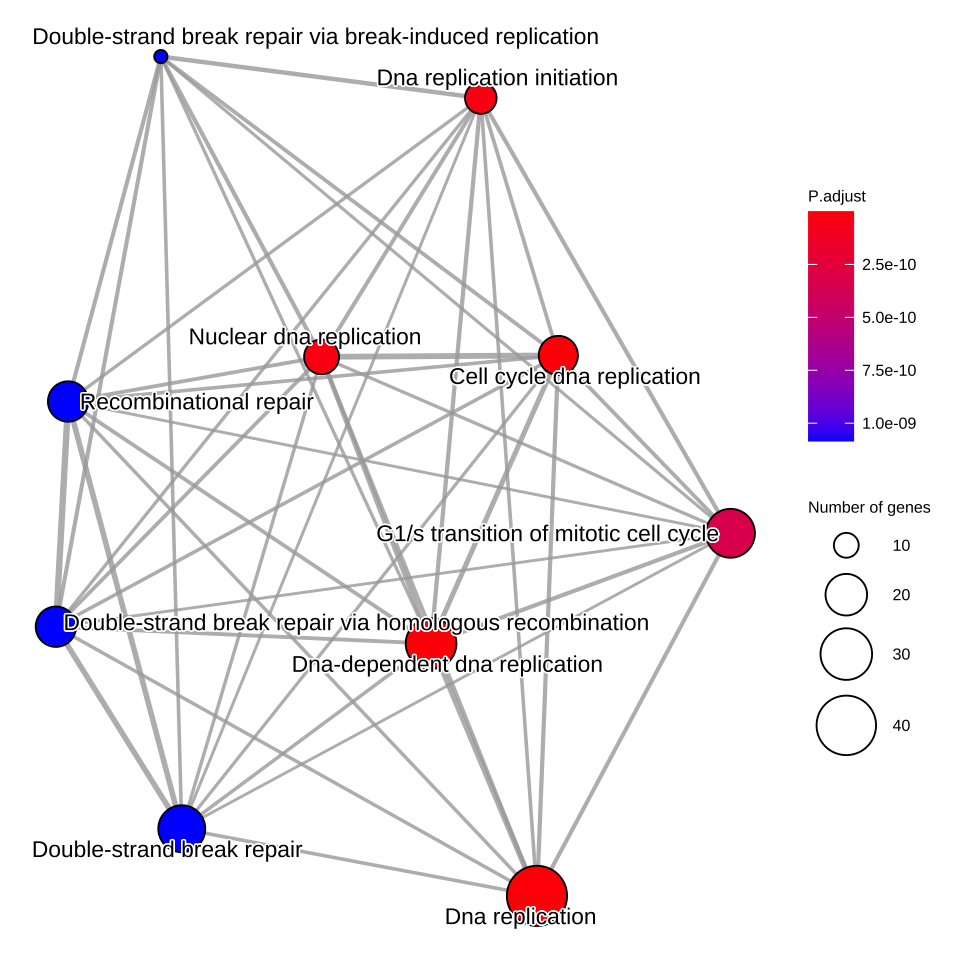 Double-strand break repair via break-induced replication
Dna replication initiation
P.adjust
2.5e-10
5.0e-10
7.5e-10
1.0e-09
Nuclear dna replication
Cell cycle dna replication
Recombinational repair
Number of genes
10
20
30
40
G1/s transition of mitotic cell cycle
Double-strand break repair via homologous recombination
Dna-dependent dna replication
Double-strand break repair
Dna replication